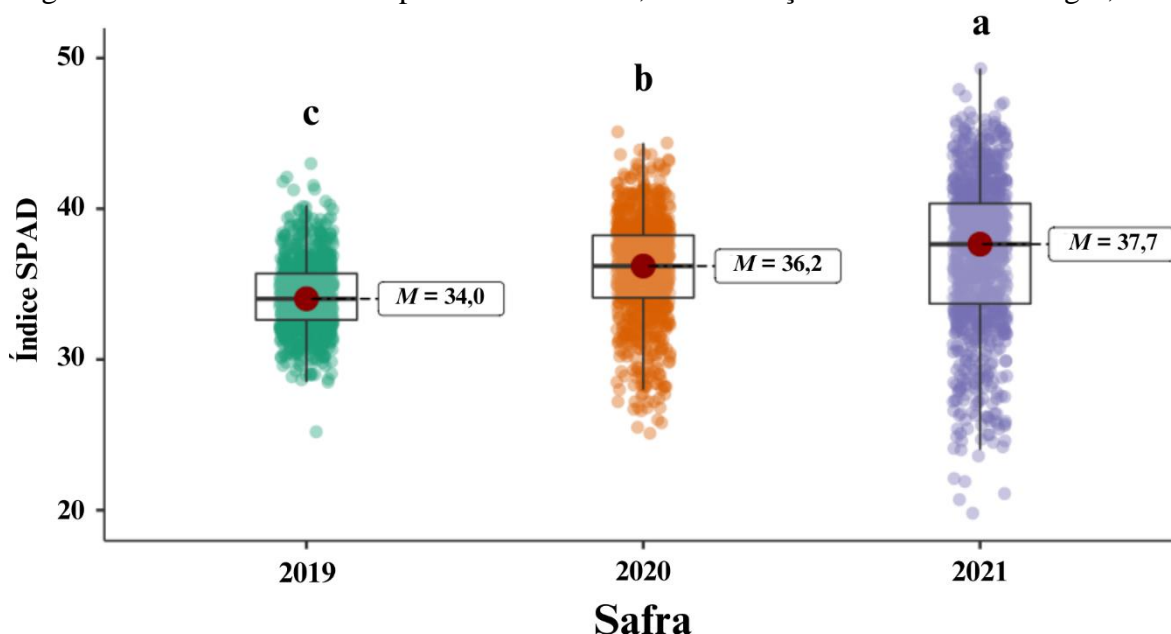 50
40
30
20
Índice SPAD
c
b
a
M = 34,0
M = 36,2
M = 37,7
2019
2020
2021
Safra